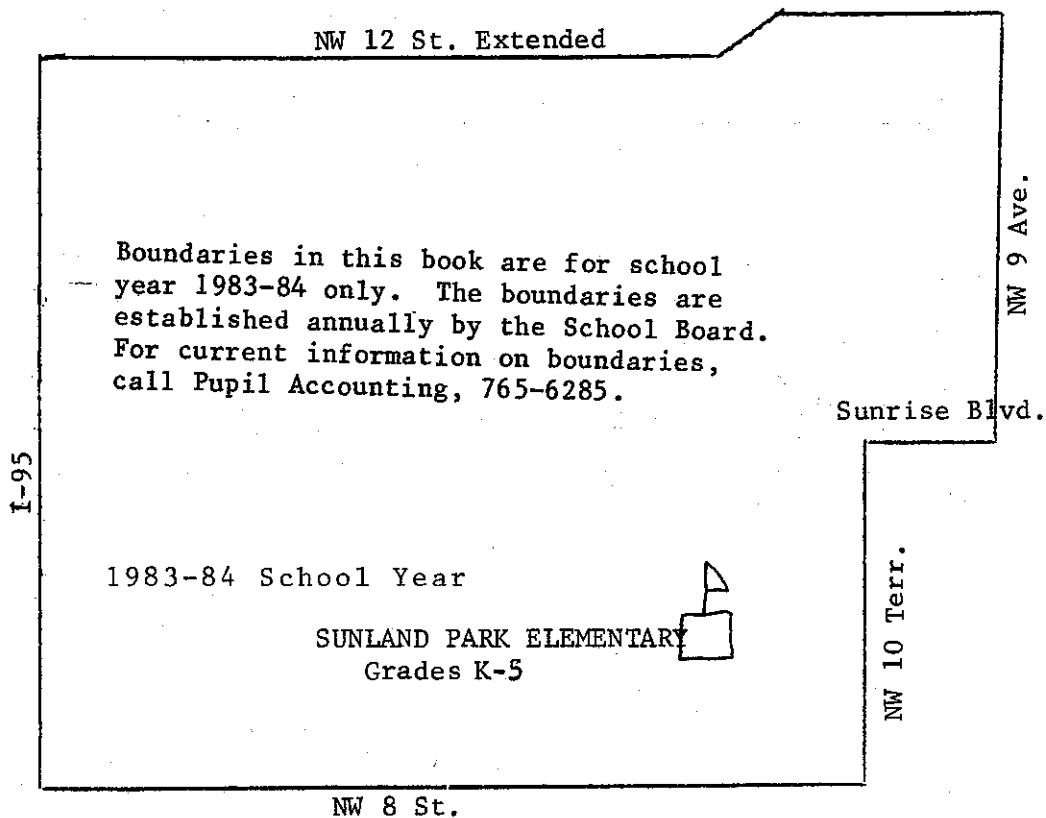 NW 12 St. Extended
NW 9 Ave.
Boundaries in this book are for school
year 1983-84 only. The boundaries are
established annually by the School Board.
For current information on boundaries,
call Pupil Accounting, 765-6285.
Sunrise Blvd.
I-95
1983-84 School Year
NW 10 Terr.
SUNLAND PARK ELEMENTARY
Grades K-5
NW 8 St.